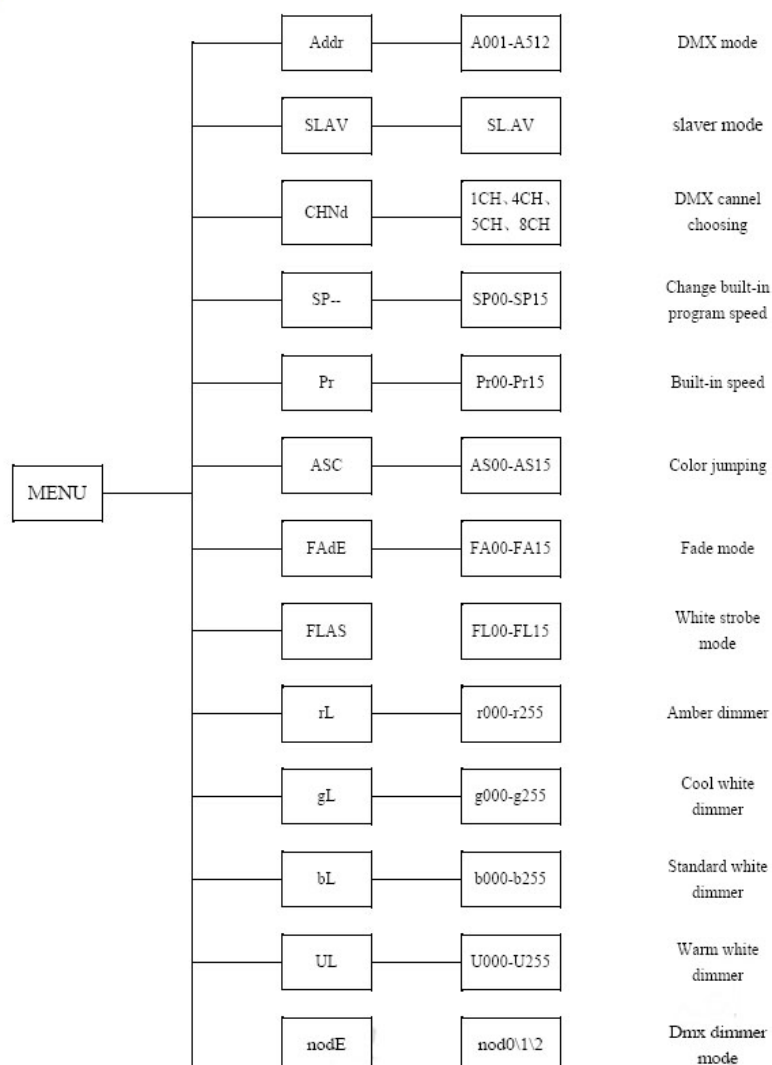 Addr A001-A512 DMX mode
SLAV SL.AV slaver mode
CHNd 1CH、4CH、 DMX cannel
5CH、8CH choosing
SP-- SP00-SP15 Change built-in
program speed
Pr Pr00-Pr15 Built-in speed
ASC AS00-AS15 Color jumping
MENU
FAdE FA00-FA15 Fade mode
FLAS FL00-FL15 White strobe
mode
rL r000-r255 Amber dimmer
gL g000-g255 Cool white
dimmer
bL b000-b255 Standard white
dimmer
UL U000-U255 Warm white
dimmer
nodE nod0\1\2 Dmx dimmer
mode